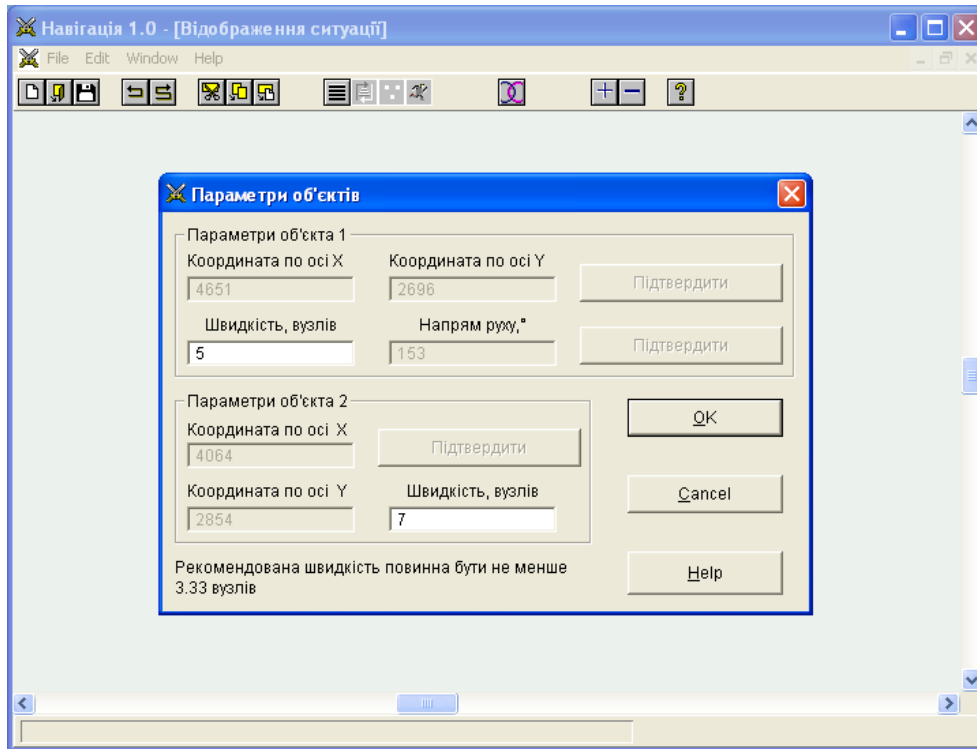 Навігація 1.0 - [Відображення ситуації]
File Edit Window Help
Параметри об'єктів
Параметри об'єкта 1
Координата по осі X Координата по осі Y
4651 2696 Підтвердити
Швидкість, вузлів Напрям руху,°
5 153 Підтвердити
Параметри об'єкта 2
Координата по осі X
4064 Підтвердити
OK
Координата по осі Y Швидкість, вузлів
2854 7
Cancel
Рекомендована швидкість повинна бути не менше
3.33 вузлів
Help